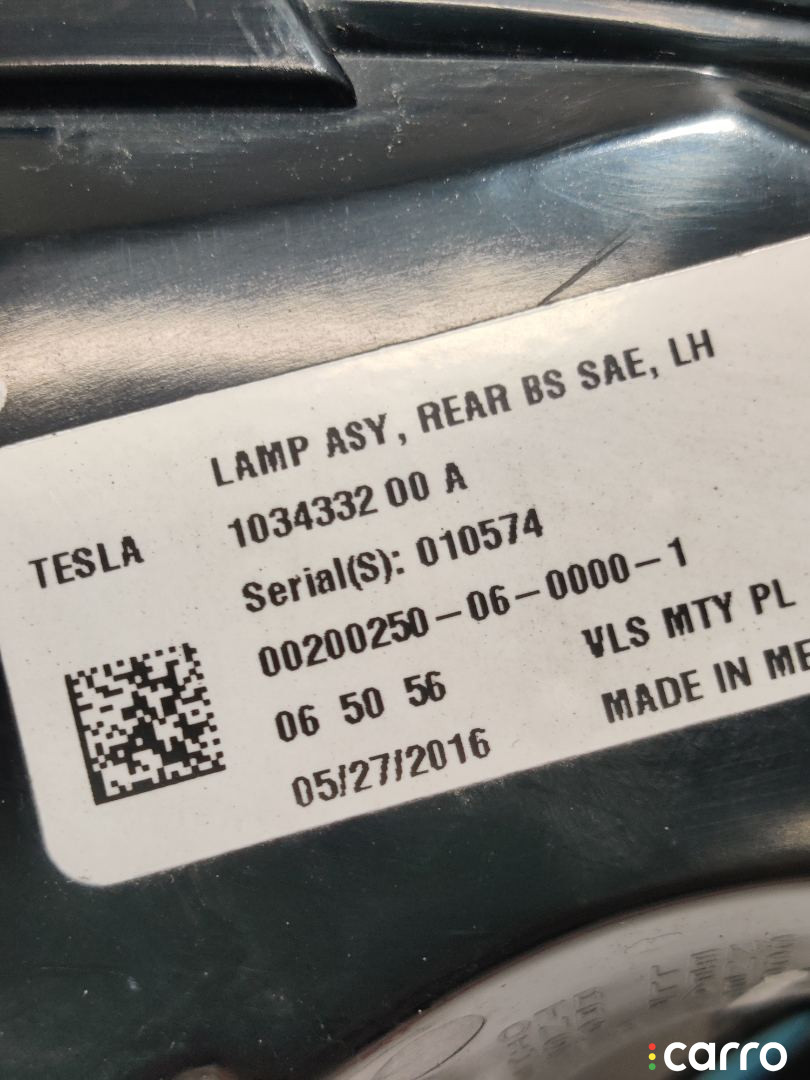 LAMP ASY, REAR BS SAE, LH
TESLA
1034332 00 A
Serial(S): 010574
00200250-06-0000-1
06 50 56
VLS MTY PL
05/27/2016
MADE IN
carro